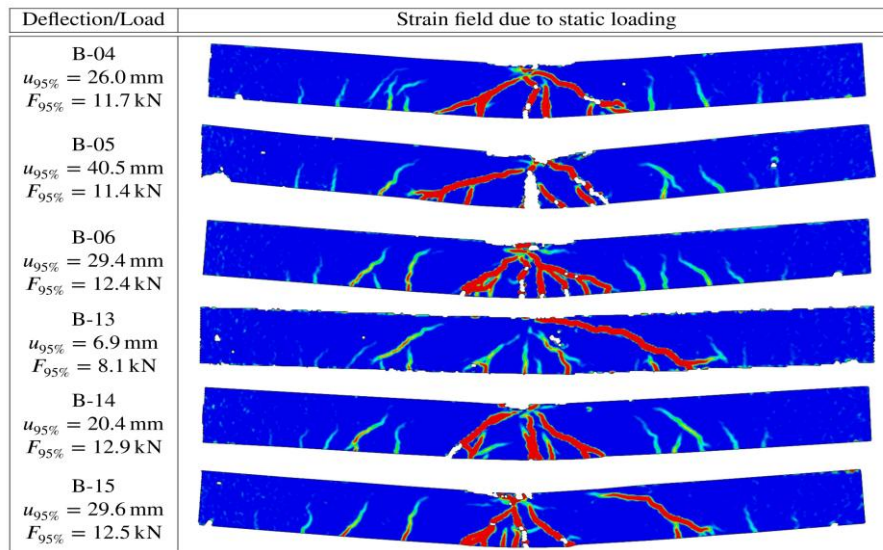 Deflection/Load
Strain field due to static loading
B-04
u95% = 26.0 mm
F95% = 11.7 kN
B-05
u95% = 40.5 mm
F95% = 11.4 kN
B-06
u95% = 29.4 mm
F95% = 12.4 kN
B-13
u95% = 6.9 mm
F95% = 8.1 kN
B-14
u95% = 20.4 mm
F95% = 12.9 kN
B-15
u95% = 29.6 mm
F95% = 12.5 kN